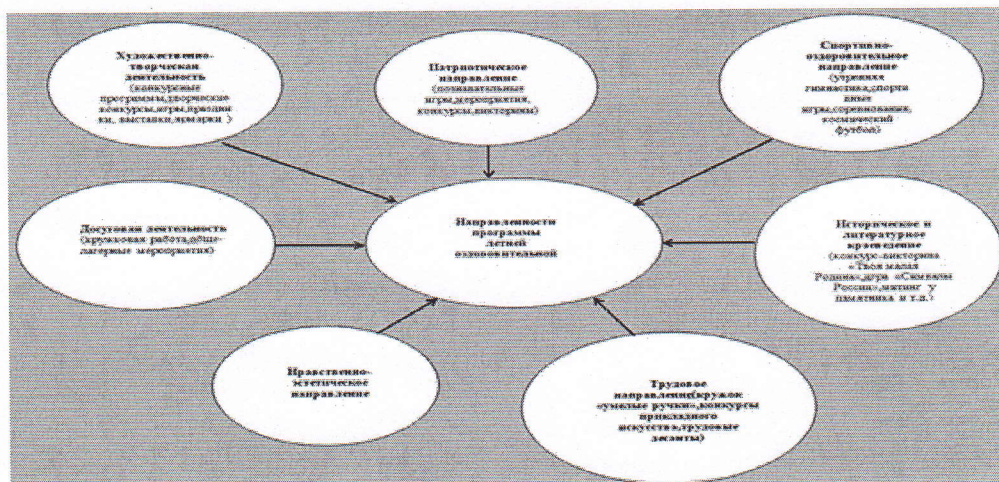 Художественно-
творческая
деятельность
(конкурсные
программы,творческие
конкурсы,игры,праздни
ки, выставки,ярмарки )
Патриотическое
направление
(познавательные
игры,мероприятия,
конкурсы,викторины)
Спортивно-
оздоровительное
направление
(утренняя
гимнастика,спорти
вные
игры,соревнования,
космический
футбол)
Досуговая деятельность
(кружковая работа,обще-
лагерные мероприятия)
Направленности
программы
летней
оздоровительной
Историческое и
литературное
краеведение
(конкурс-викторина
«Твоя малая
Родина», «Символы
России»,митинг у
памятника и т.д.)
Нравственно-
эстетическое
направление
Трудовое
направление(кружок
«умелые ручки»,конкурсы
прикладного
искусства,трудовые
десанты)